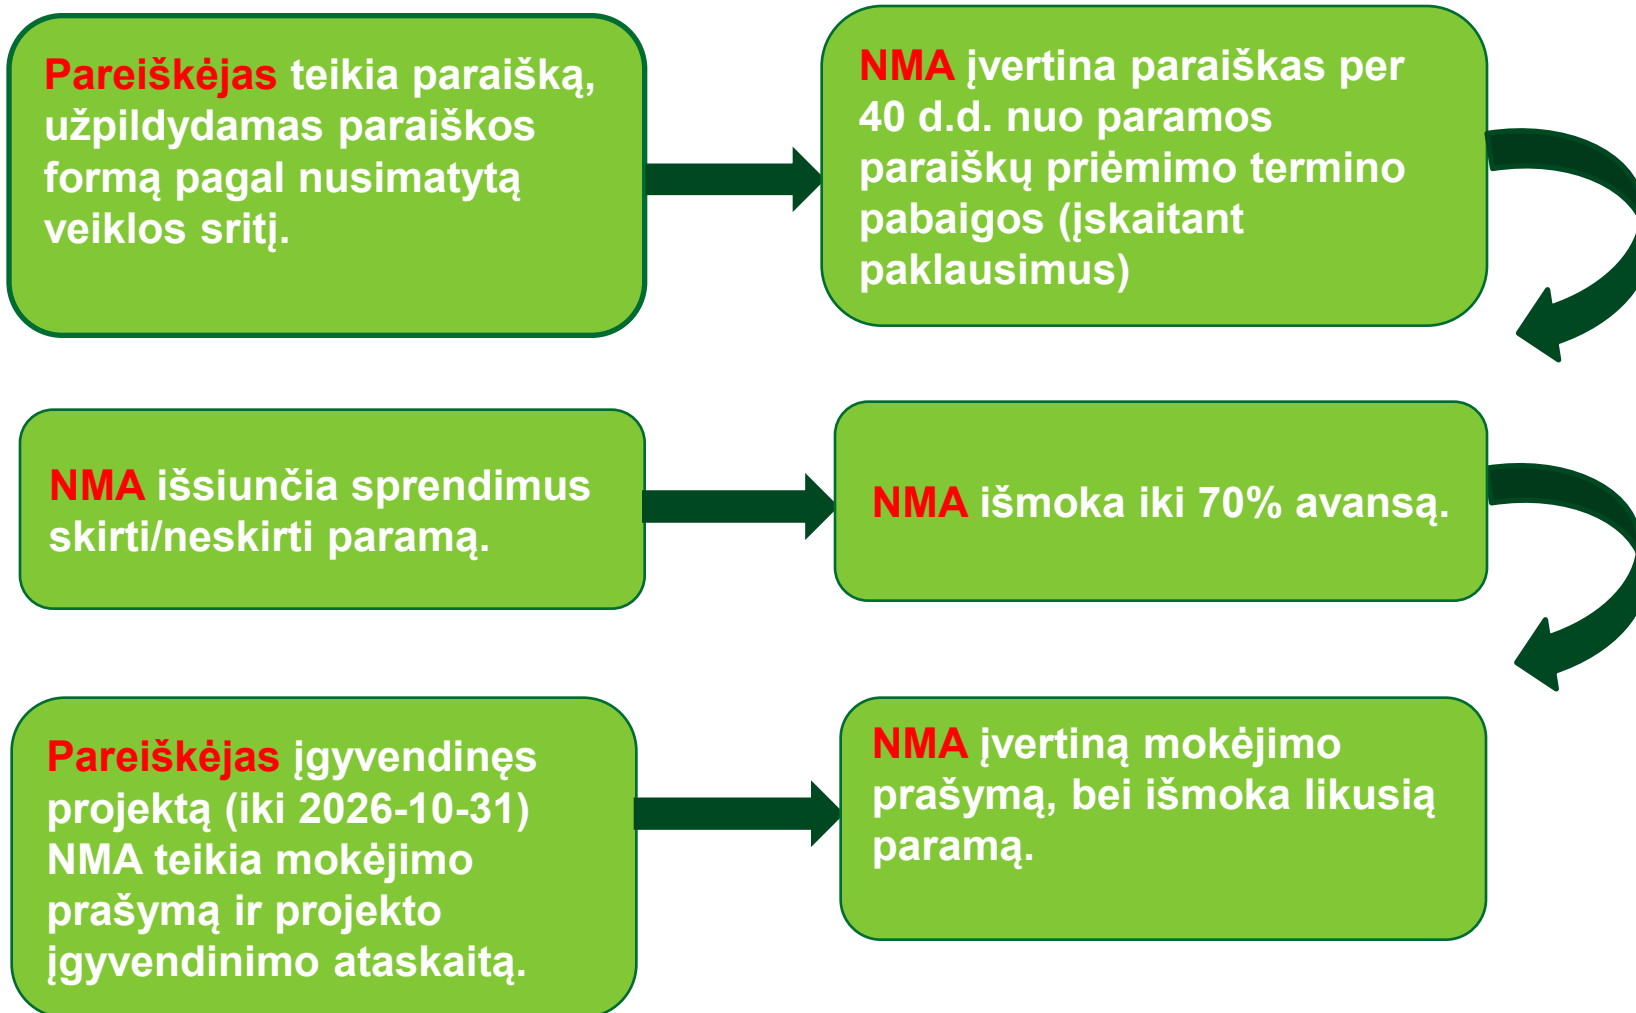 Pareiškėjas teikia paraišką,
užpildydamas paraiškos
formą pagal nusimatytą
veiklos sritį.
NMA įvertina paraiškas per
40 d.d. nuo paramos
paraiškų priėmimo termino
pabaigos (įskaitant
paklausimus)
NMA išsiunčia sprendimus
skirti/neskirti paramą.
NMA išmoka iki 70% avansą.
Pareiškėjas įgyvendinęs
projektą (iki 2026-10-31)
NMA teikia mokėjimo
prašymą ir projekto
įgyvendinimo ataskaitą.
NMA įvertiną mokėjimo
prašymą, bei išmoka likusią
paramą.